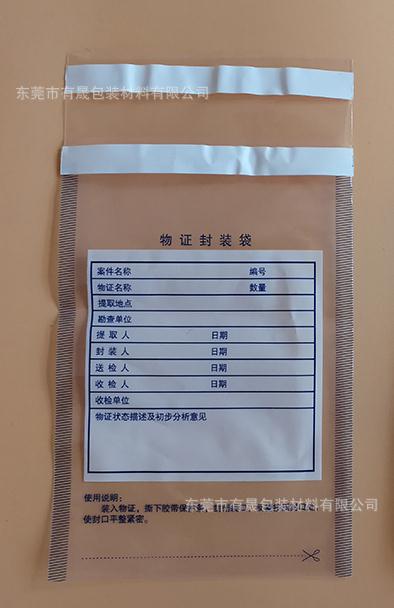 东莞市有晟包装材料有限公司
物证封装袋
案件名称 编号
物证名称 数量
提取地点
勘查单位
提取人 日期
封装人 日期
送检人 日期
收检人 日期
收检单位
物证状态描述及初步分析意见
使用说明：
东莞市有晟包装材料有限公司
装入物证，撕下胶带保
使封口平整紧密。